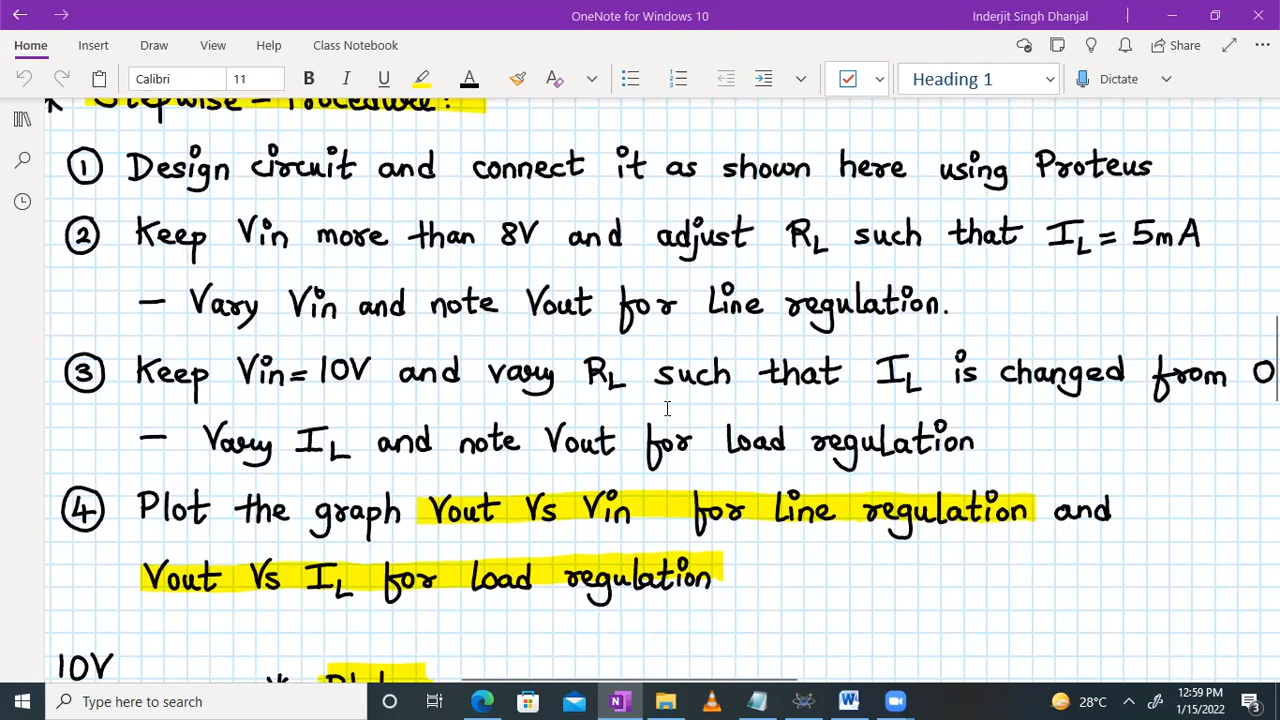 OneNote for Windows 10
Inderjit Singh Dhanjal
Home Insert Draw View Help Class Notebook
Share
Calibri 11 B I U A A Heading 1 Dictate
* Stepwise - Procedure:
① Design circuit and connect it as shown here using Proteus
② Keep Vin more than 8V and adjust RL such that IL = 5mA
— Vary Vin and note Vout for Line regulation.
③ Keep Vin = 10V and vary RL such that IL is changed from 0
— Vary IL and note Vout for load regulation
④ Plot the graph Vout Vs Vin for Line regulation and
Vout Vs IL for load regulation
10V
Type here to search
28°C
12:59 PM
1/15/2022
3